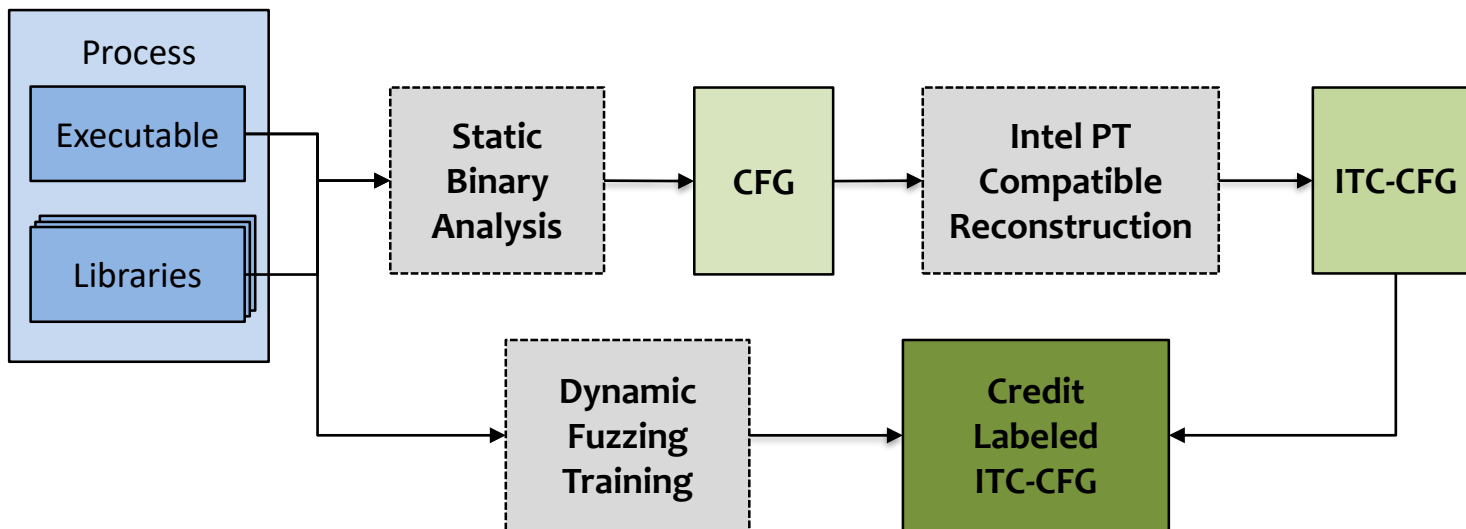 Process
Executable
Libraries
Static
Binary
Analysis
CFG
Intel PT
Compatible
Reconstruction
ITC-CFG
Dynamic
Fuzzing
Training
Credit
Labeled
ITC-CFG